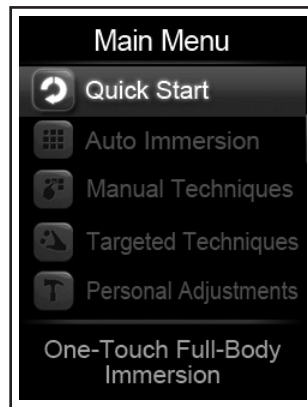 Main Menu
Quick Start
Auto Immersion
Manual Techniques
Targeted Techniques
Personal Adjustments
One-Touch Full-Body
Immersion